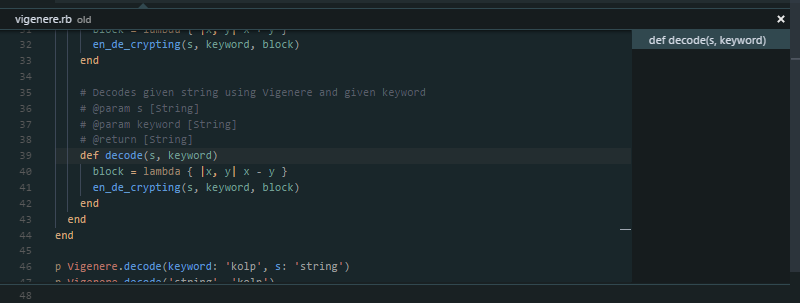 vigenere.rb old ×
def decode(s, keyword)
31 block = lambda { |x, y| x + y }
32 en_de_crypting(s, keyword, block)
33 end
34
35 # Decodes given string using Vigenere and given keyword
36 # @param s [String]
37 # @param keyword [String]
38 # @return [String]
39 def decode(s, keyword)
40 block = lambda { |x, y| x - y }
41 en_de_crypting(s, keyword, block)
42 end
43 end
44 end
45
46 p Vigenere.decode(keyword: 'kolp', s: 'string')
47 p Vigenere.decode('string', 'kolp')
48